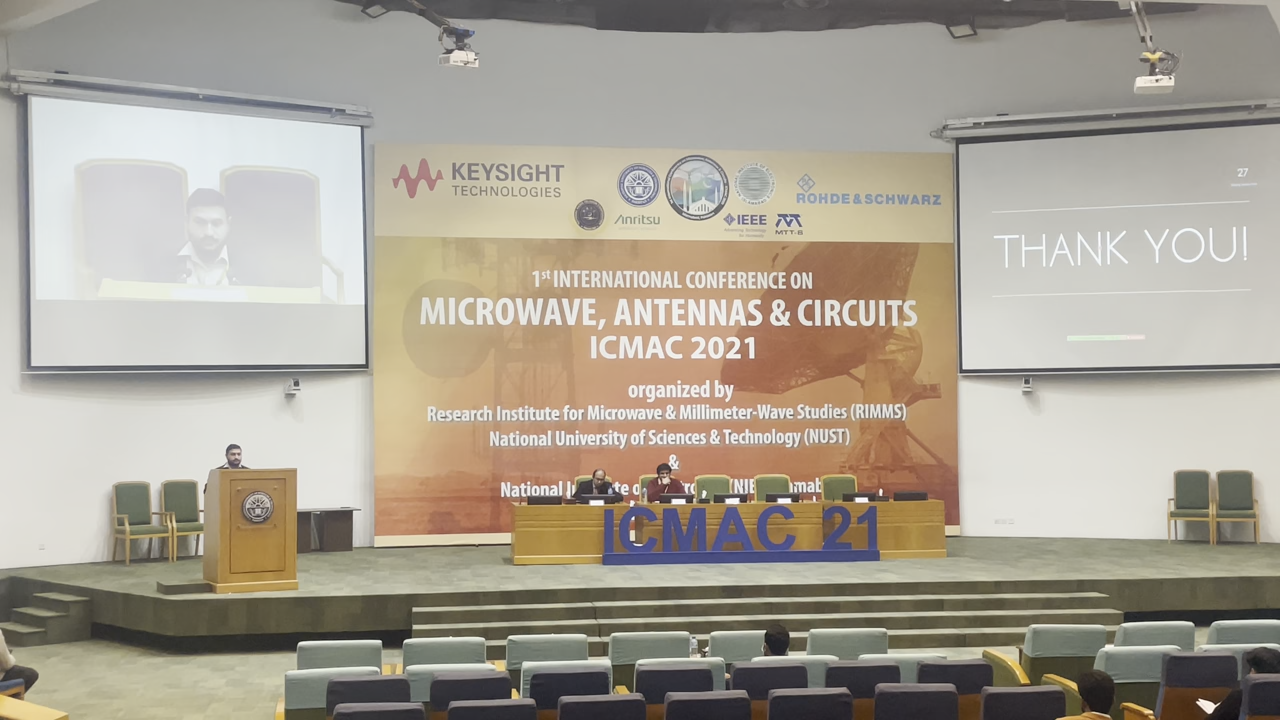 KEYSIGHT
TECHNOLOGIES
Anritsu
IEEE
MTT-S
ROHDE & SCHWARZ
1st INTERNATIONAL CONFERENCE ON
MICROWAVE, ANTENNAS & CIRCUITS
ICMAC 2021
organized by
Research Institute for Microwave & Millimeter-Wave Studies (RIMMS)
National University of Sciences & Technology (NUST)
&
National
ICMAC 21
27
THANK YOU!